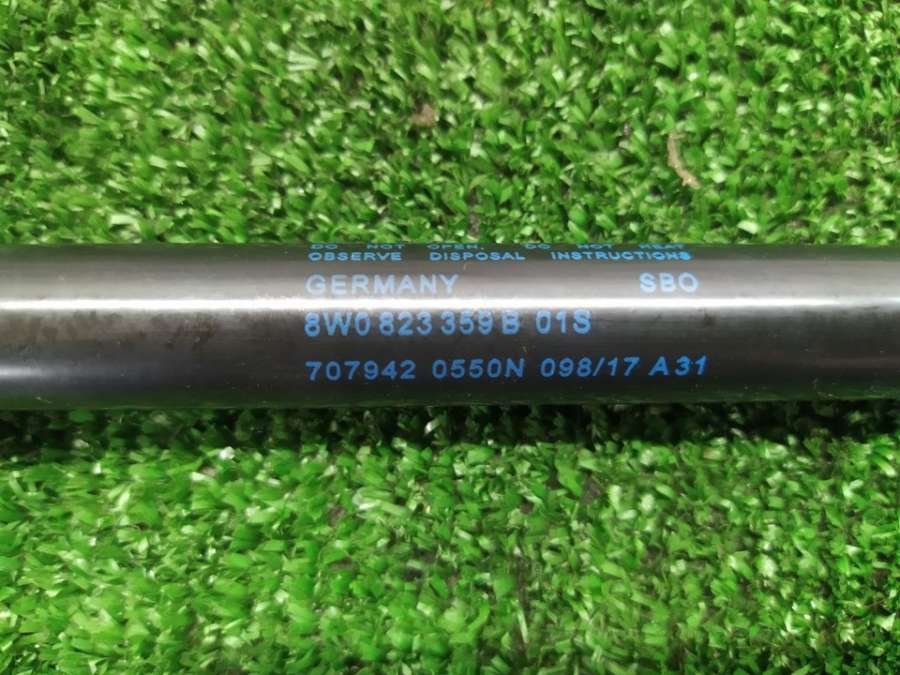 DO NOT OPEN. DO NOT HEAT
OBSERVE DISPOSAL INSTRUCTIONS
GERMANY SBO
8W0 823 359 B 01S
707942 0550N 098/17 A31